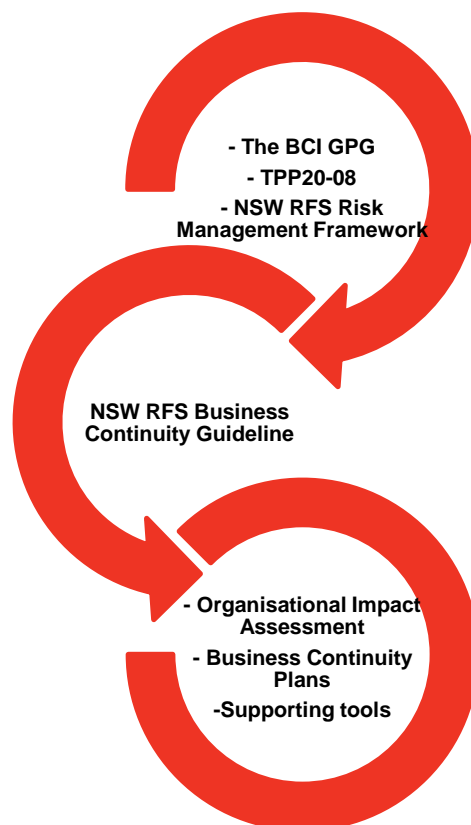 - The BCI GPG
- TPP20-08
- NSW RFS Risk
Management Framework
NSW RFS Business
Continuity Guideline
- Organisational Impact
Assessment
- Business Continuity
Plans
-Supporting tools